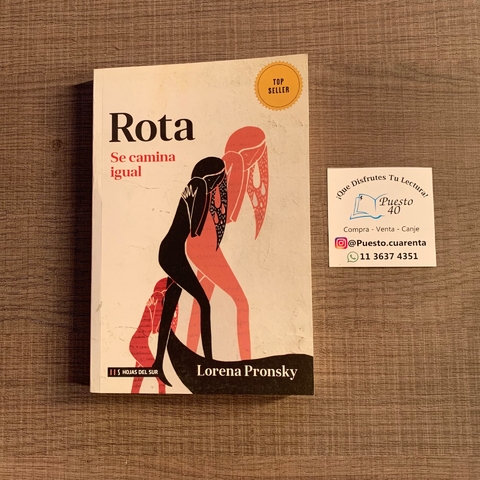 TOP
SELLER
Rota
Se camina
igual
HOJAS DEL SUR
Lorena Pronsky
¡Que Disfrutes Tu Lectura!
Puesto
40
Compra - Venta - Canje
@Puesto.cuarenta
11 3637 4351